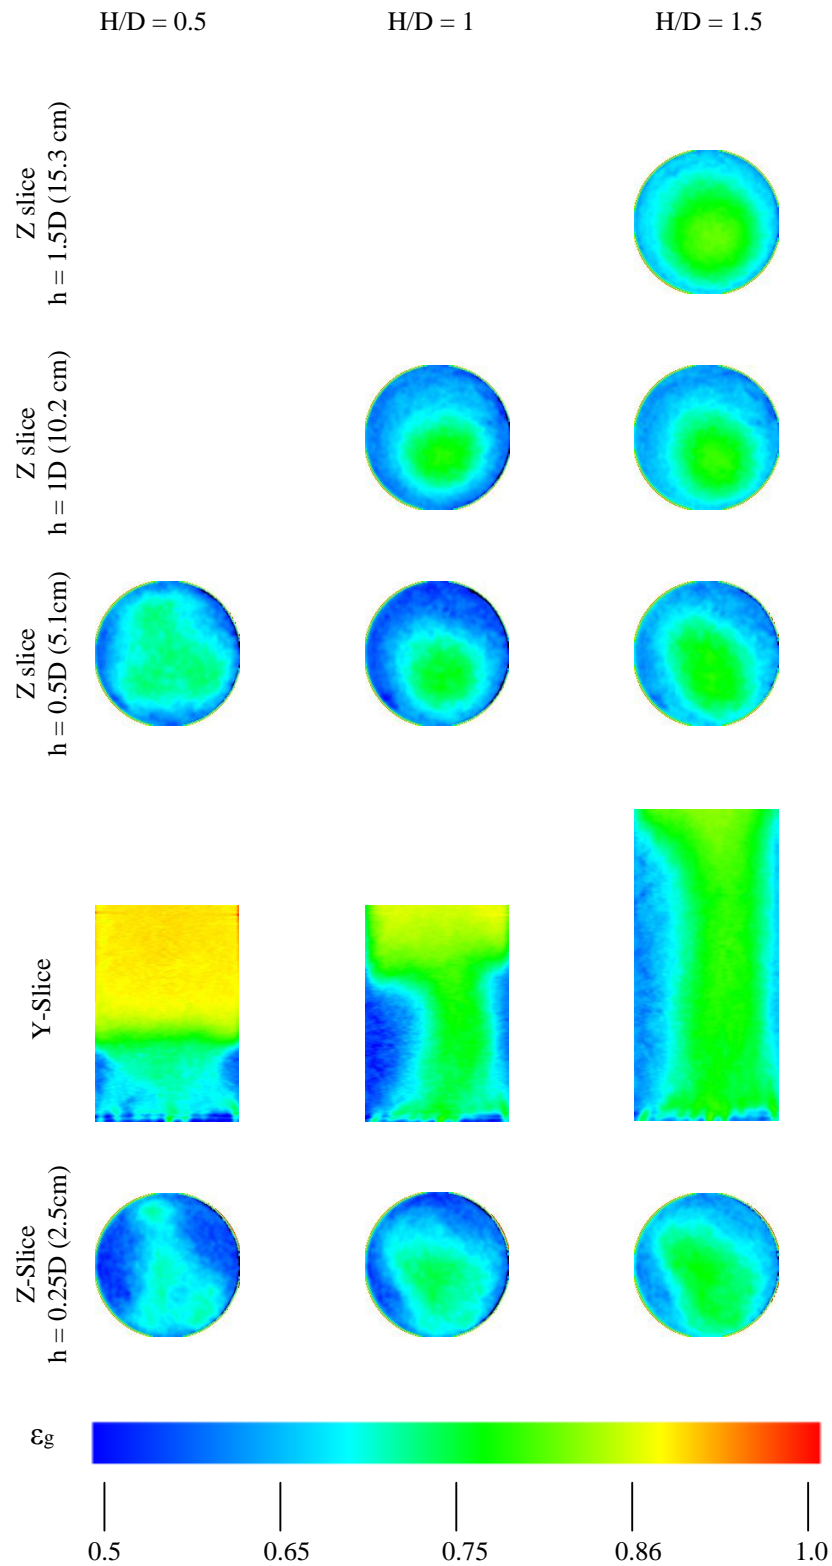 H/D = 0.5
H/D = 1
H/D = 1.5
Z slice
h = 1.5D (15.3 cm)
Z slice
h = 1D (10.2 cm)
Z slice
h = 0.5D (5.1cm)
Y-Slice
Z-Slice
h = 0.25D (2.5cm)
εg
0.5
0.65
0.75
0.86
1.0